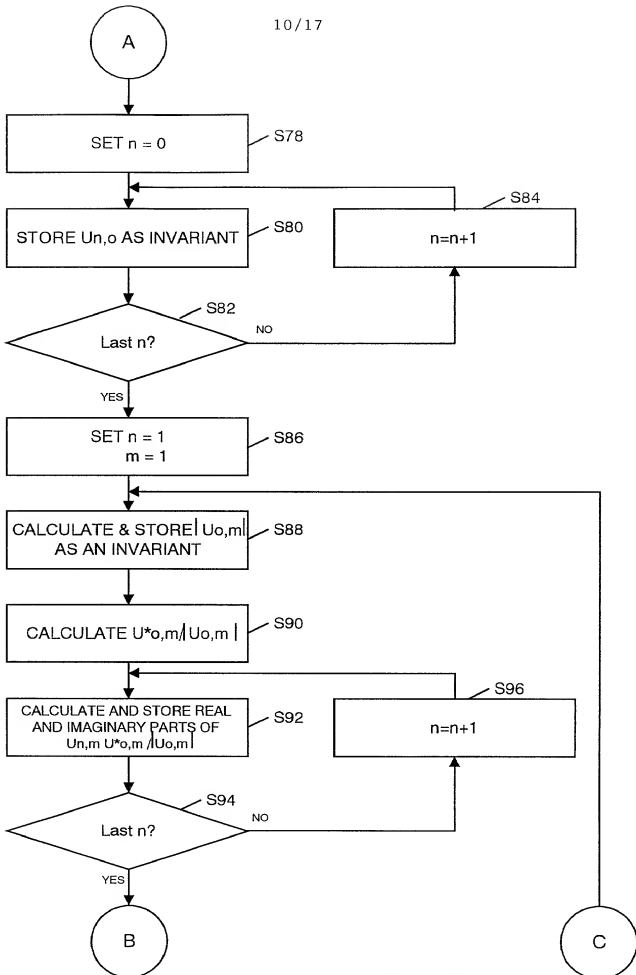 10/17
A
SET n = 0
S78
S84
STORE Un,o AS INVARIANT
S80
n=n+1
S82
Last n?
NO
YES
SET n = 1
m = 1
S86
CALCULATE & STORE| Uo,m|
AS AN INVARIANT
S88
CALCULATE U*o,m/| Uo,m |
S90
S96
CALCULATE AND STORE REAL
AND IMAGINARY PARTS OF
Un,m U*o,m /|Uo,m|
S92
n=n+1
S94
Last n?
NO
YES
B
C